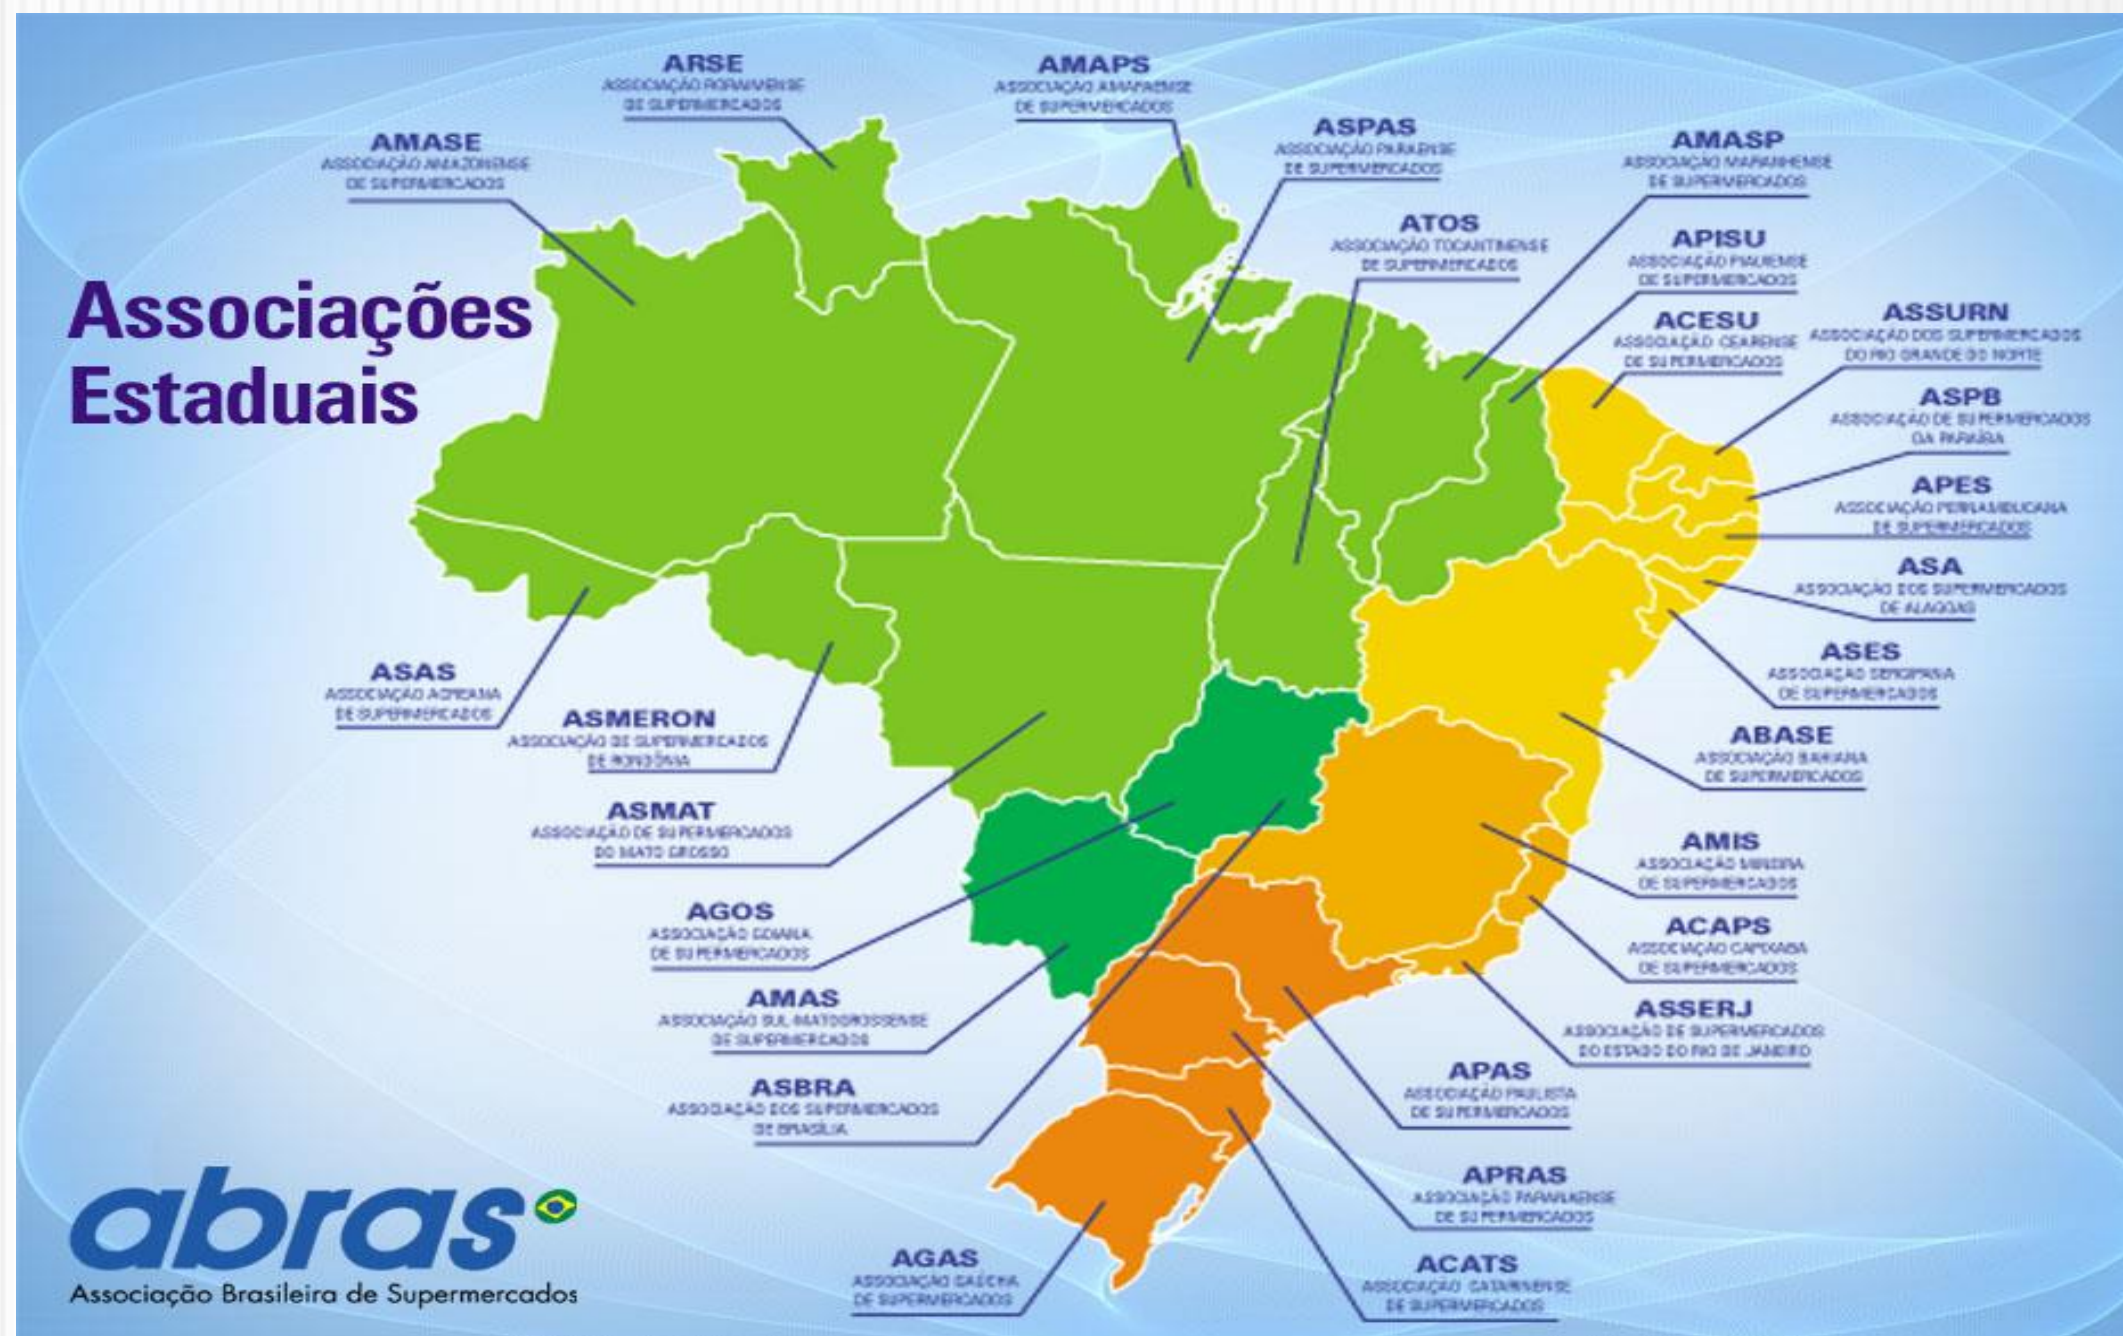 ARSE
ASSOCIAÇÃO RORAIMENSE
DE SUPERMERCADOS
AMAPS
ASSOCIAÇÃO AMAPAENSE
DE SUPERMERCADOS
ASPAS
ASSOCIAÇÃO PARAENSE
DE SUPERMERCADOS
AMASP
ASSOCIAÇÃO MARANHENSE
DE SUPERMERCADOS
AMASE
ASSOCIAÇÃO AMAZONENSE
DE SUPERMERCADOS
ATOS
ASSOCIAÇÃO TOCANTINENSE
DE SUPERMERCADOS
APISU
ASSOCIAÇÃO PIAUIENSE
DE SUPERMERCADOS
Associações
Estaduais
ACESU
ASSOCIAÇÃO CEARENSE
DE SUPERMERCADOS
ASSURN
ASSOCIAÇÃO DOS SUPERMERCADOS
DO RIO GRANDE DO NORTE
ASPB
ASSOCIAÇÃO DE SUPERMERCADOS
DA PARAÍBA
APES
ASSOCIAÇÃO PERNAMBUCANA
DE SUPERMERCADOS
ASA
ASSOCIAÇÃO DOS SUPERMERCADOS
DE ALAGOAS
ASES
ASSOCIAÇÃO SERGIPANA
DE SUPERMERCADOS
ABASE
ASSOCIAÇÃO BAHIANA
DE SUPERMERCADOS
ASAS
ASSOCIAÇÃO ACREANA
DE SUPERMERCADOS
ASMERON
ASSOCIAÇÃO DE SUPERMERCADOS
DE RONDÔNIA
ASMAT
ASSOCIAÇÃO DE SUPERMERCADOS
DO MATO GROSSO
AGOS
ASSOCIAÇÃO GOIANA
DE SUPERMERCADOS
AMAS
ASSOCIAÇÃO SUL-MATOGROSSENSE
DE SUPERMERCADOS
ASBRA
ASSOCIAÇÃO DOS SUPERMERCADOS
DE BRASÍLIA
AMIS
ASSOCIAÇÃO MINEIRA
DE SUPERMERCADOS
ACAPS
ASSOCIAÇÃO CAPIXABA
DE SUPERMERCADOS
ASSERJ
ASSOCIAÇÃO DE SUPERMERCADOS
DO ESTADO DO RIO DE JANEIRO
APAS
ASSOCIAÇÃO PAULISTA
DE SUPERMERCADOS
APRAS
ASSOCIAÇÃO PARANAENSE
DE SUPERMERCADOS
ACATS
ASSOCIAÇÃO CATARINENSE
DE SUPERMERCADOS
AGAS
ASSOCIAÇÃO GAÚCHA
DE SUPERMERCADOS
abras
Associação Brasileira de Supermercados